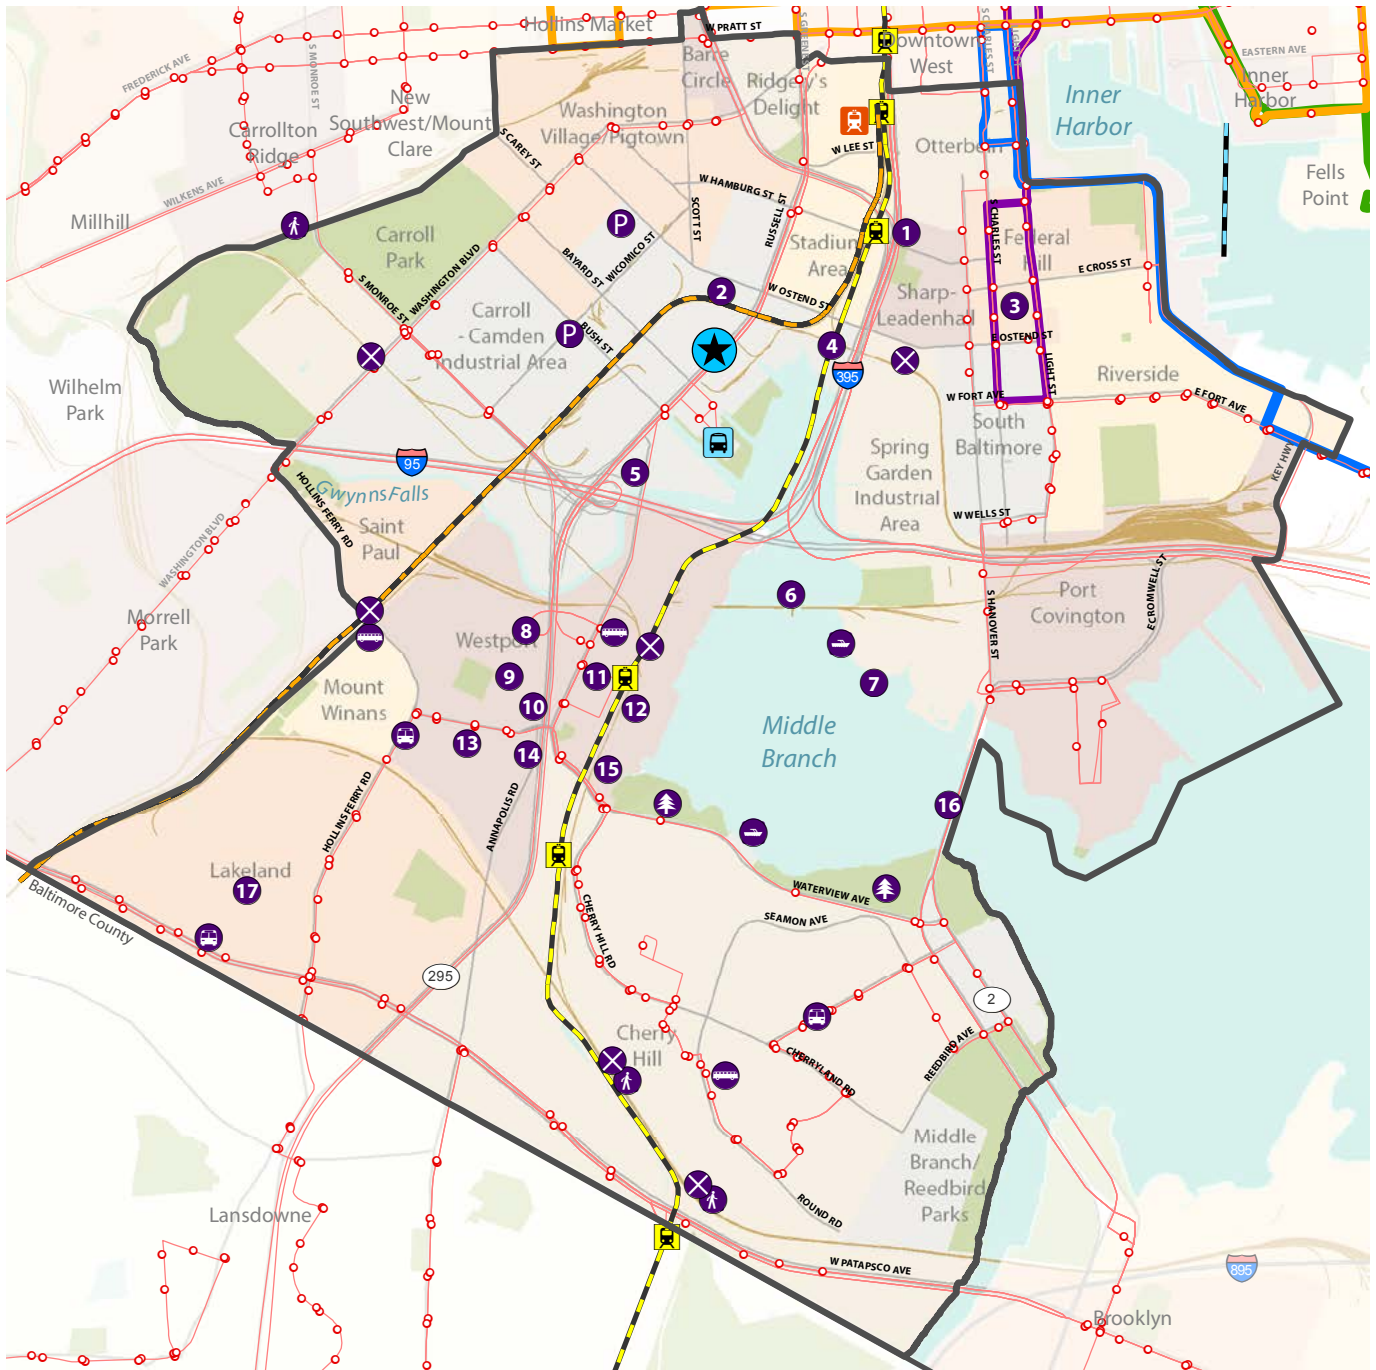 Hollins Market
W PRATT ST
S GREENE ST
S CHARLES ST
LIGHT ST
Downtown
West
FREDERICK AVE
S MONROE ST
Barre
Circle
Ridgely's
Delight
EASTERN AVE
Inner
Harbor
Inner
Harbor
New
Southwest/Mount
Clare
Carrollton
Ridge
Washington
Village/Pigtown
S CAREY ST
W LEE ST
Otterbein
WILKENS AVE
Millhill
W HAMBURG ST
SCOTT ST
RUSSELL ST
Fells
Point
Carroll
Park
P
BAYARD ST
WICOMICO ST
Stadium
Area
1
S CHARLES ST
Federal
Hill
E CROSS ST
S MONROE ST
WASHINGTON BLVD
2
W OSTEND ST
Sharp-
Leadenhall
3
Carroll
- Camden
Industrial Area
P
BUSH ST
4
E OSTEND ST
395
LIGHT ST
Riverside
Wilhelm
Park
W FORT AVE
E FORT AVE
South
Baltimore
95
5
Spring
Garden
Industrial
Area
KEY HWY
Gwynns Falls
HOLLINS FERRY RD
Saint
Paul
W WELLS ST
WASHINGTON BLVD
6
S HANOVER ST
Port
Covington
E CROMWELL ST
Morrell
Park
Westport
8
9
11
7
Mount
Winans
10
12
Middle
Branch
13
14
15
HOLLINS FERRY RD
ANNAPOLIS RD
16
Lakeland
17
Baltimore County
WATERVIEW AVE
SEAMON AVE
CHERRY HILL RD
295
2
Cherry
Hill
CHERRYLAND RD
REEDBIRD AVE
Middle
Branch/
Reedbird
Parks
Lansdowne
ROUND RD
W PATAPSCO AVE
895
Brooklyn